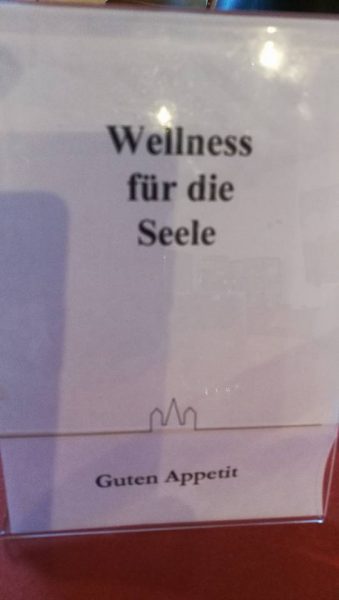 Wellness
für die
Seele
Guten Appetit